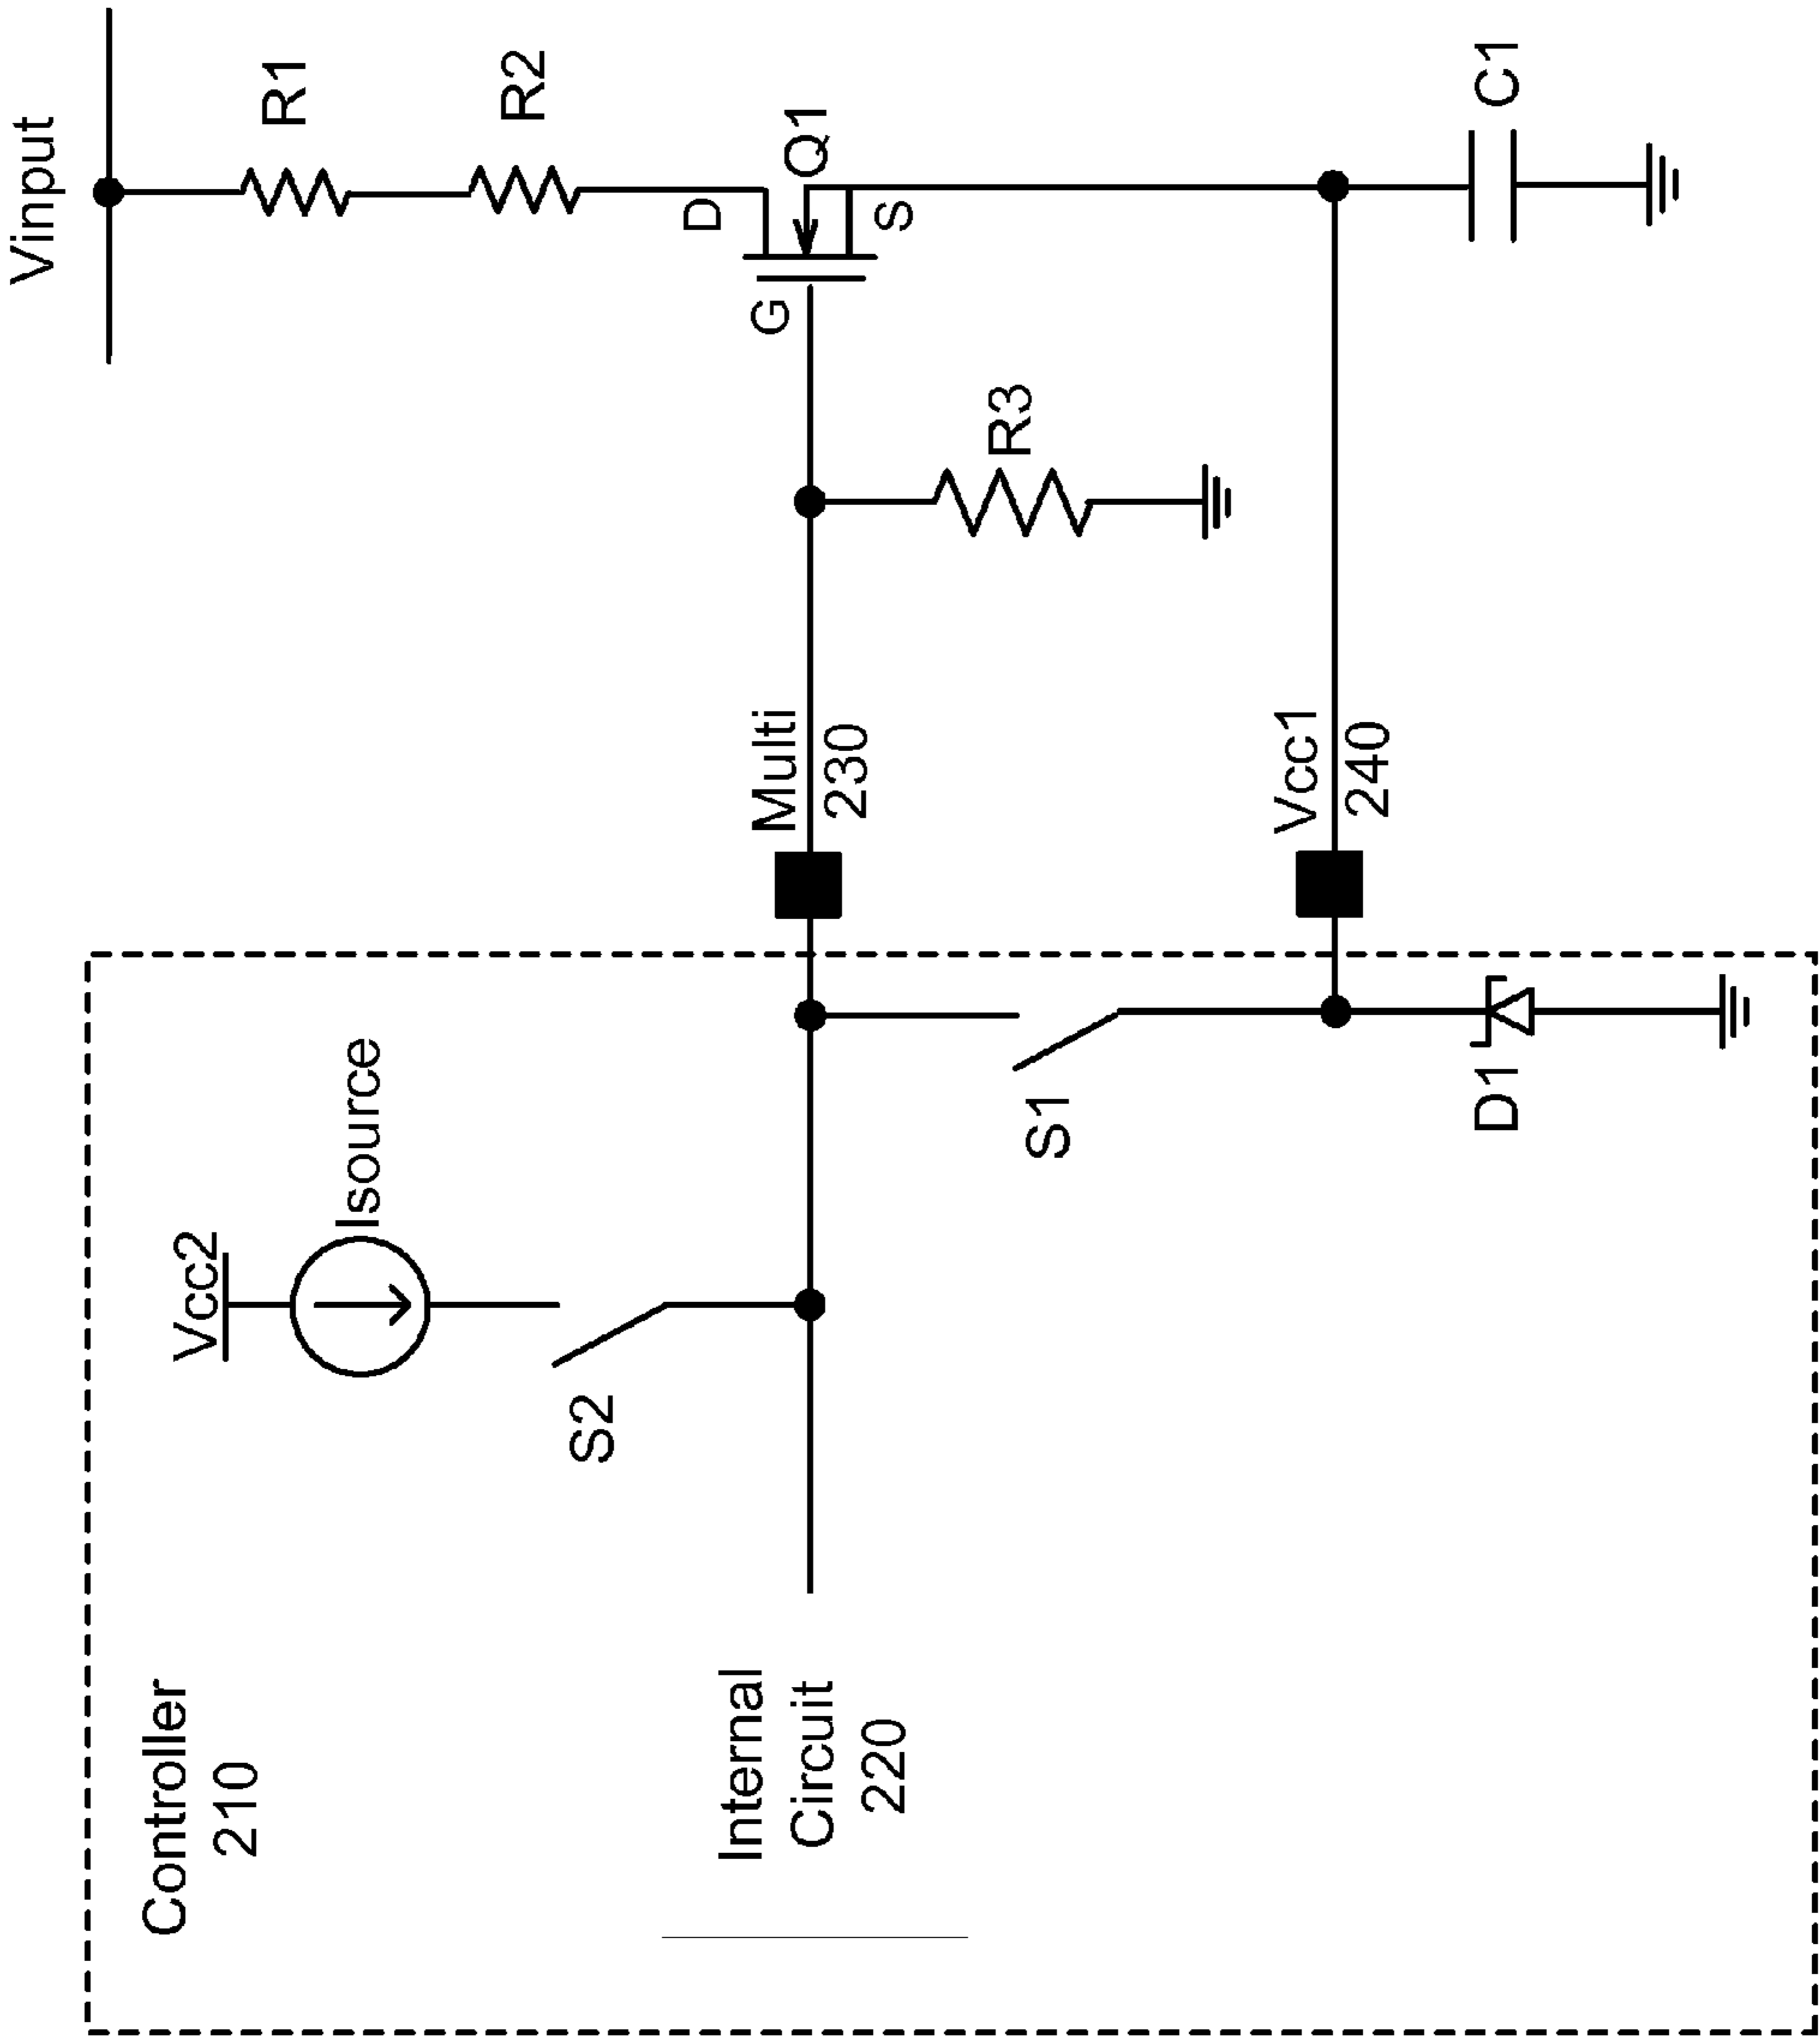 Vinput
R1
R2
D
Q1
G
S
R3
C1
Multi
230
Vcc1
240
Controller
210
Vcc2
Isource
S2
S1
D1
Internal
Circuit
220